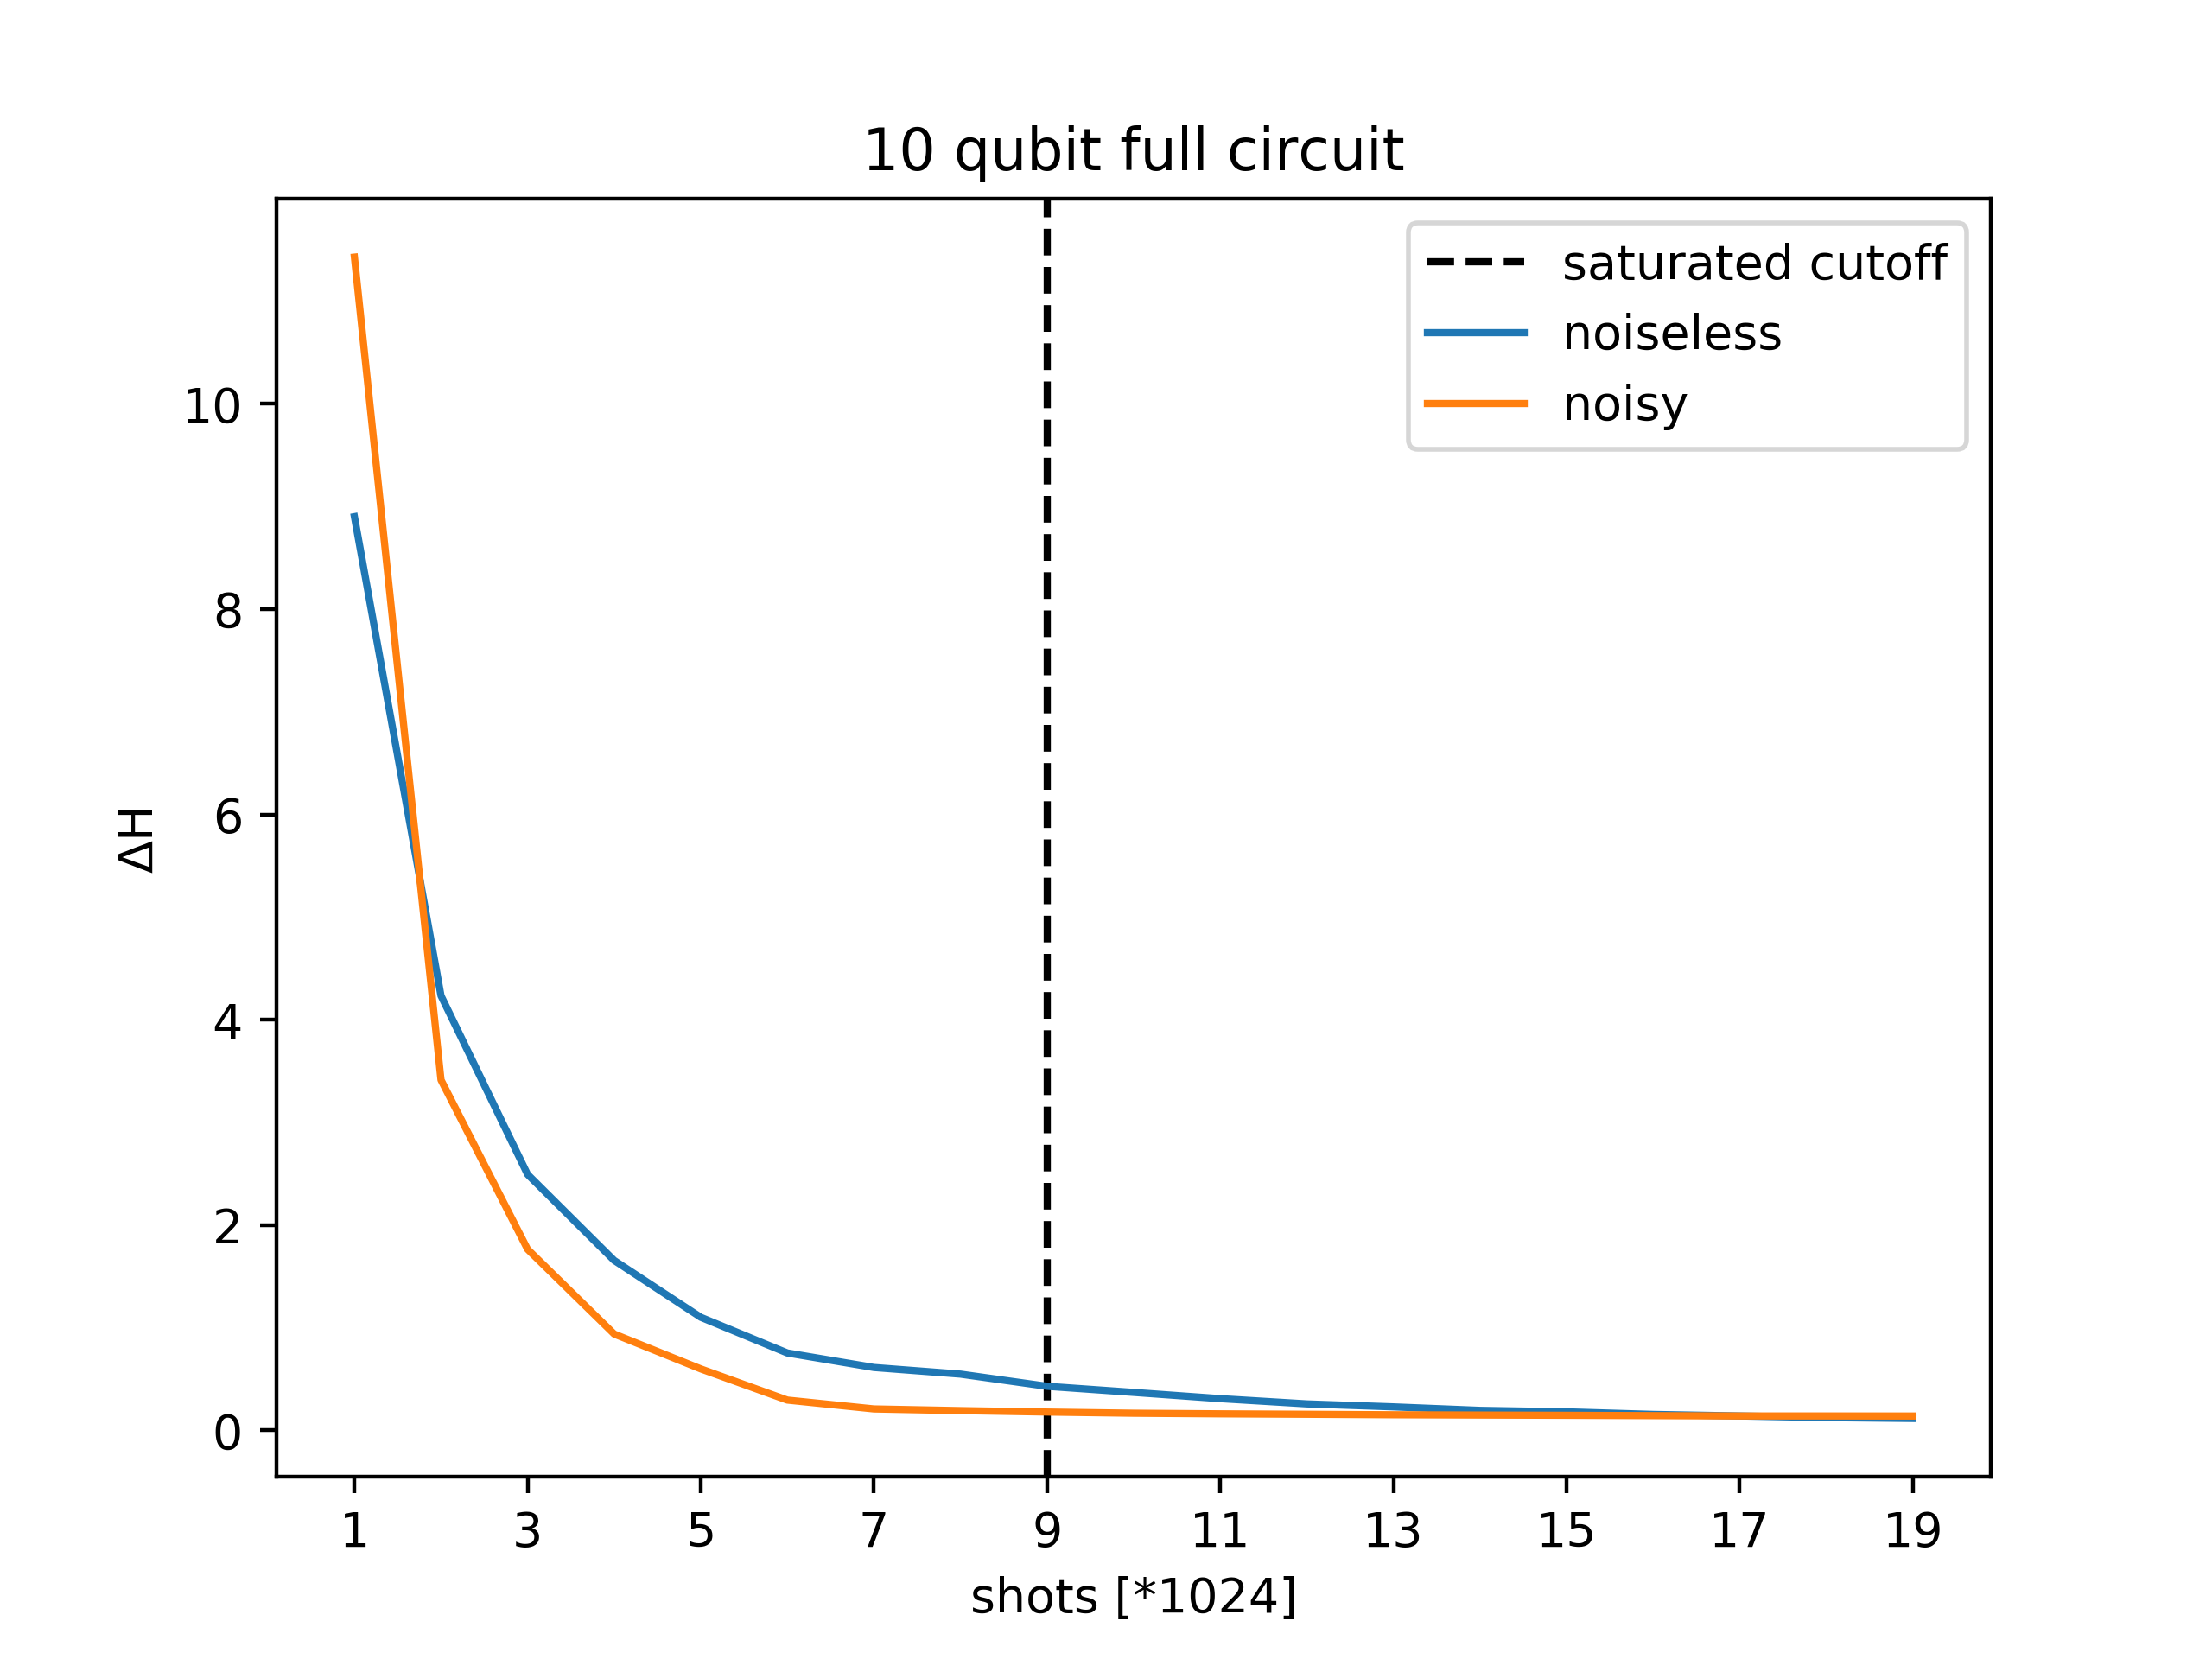 10 qubit full circuit
saturated cutoff
noiseless
noisy
10
8
6
4
2
0
ΔH
1 3 5 7 9 11 13 15 17 19
shots [*1024]